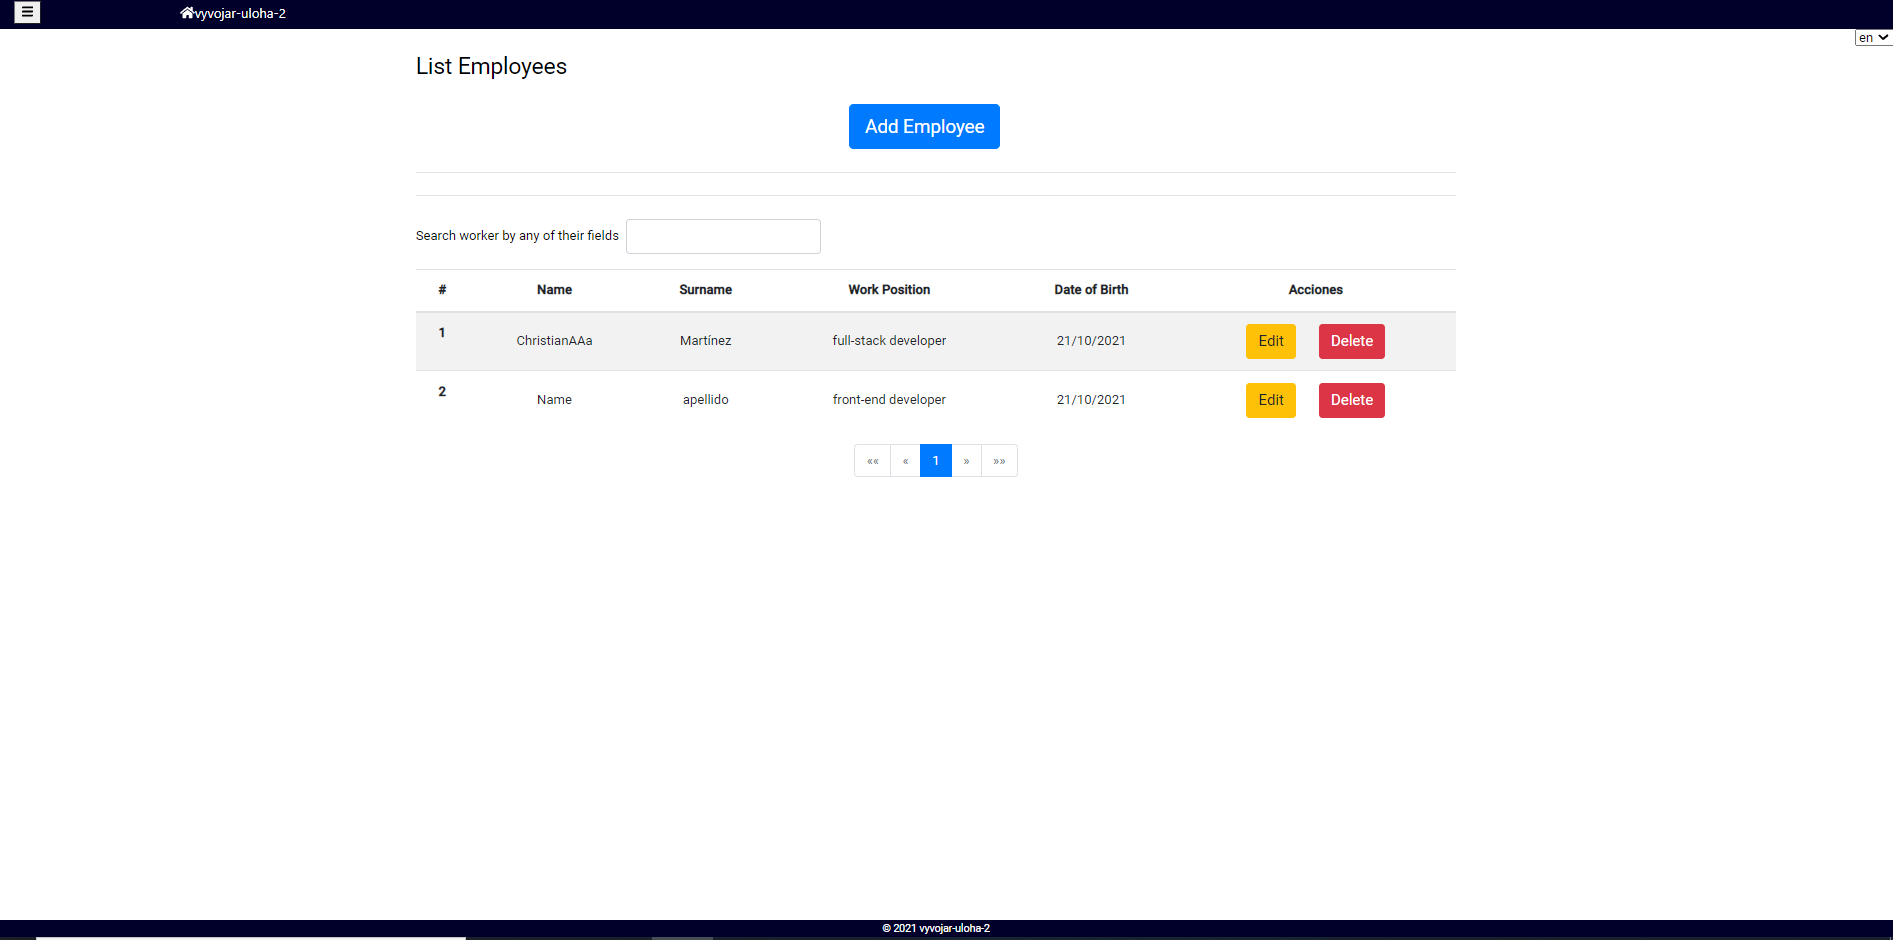 vyvojar-uloha-2
en
List Employees
Add Employee
Search worker by any of their fields
# Name Surname Work Position Date of Birth Acciones
1 ChristianAAa Martínez full-stack developer 21/10/2021 Edit Delete
2 Name apellido front-end developer 21/10/2021 Edit Delete
«« « 1 » »»
© 2021 vyvojar-uloha-2